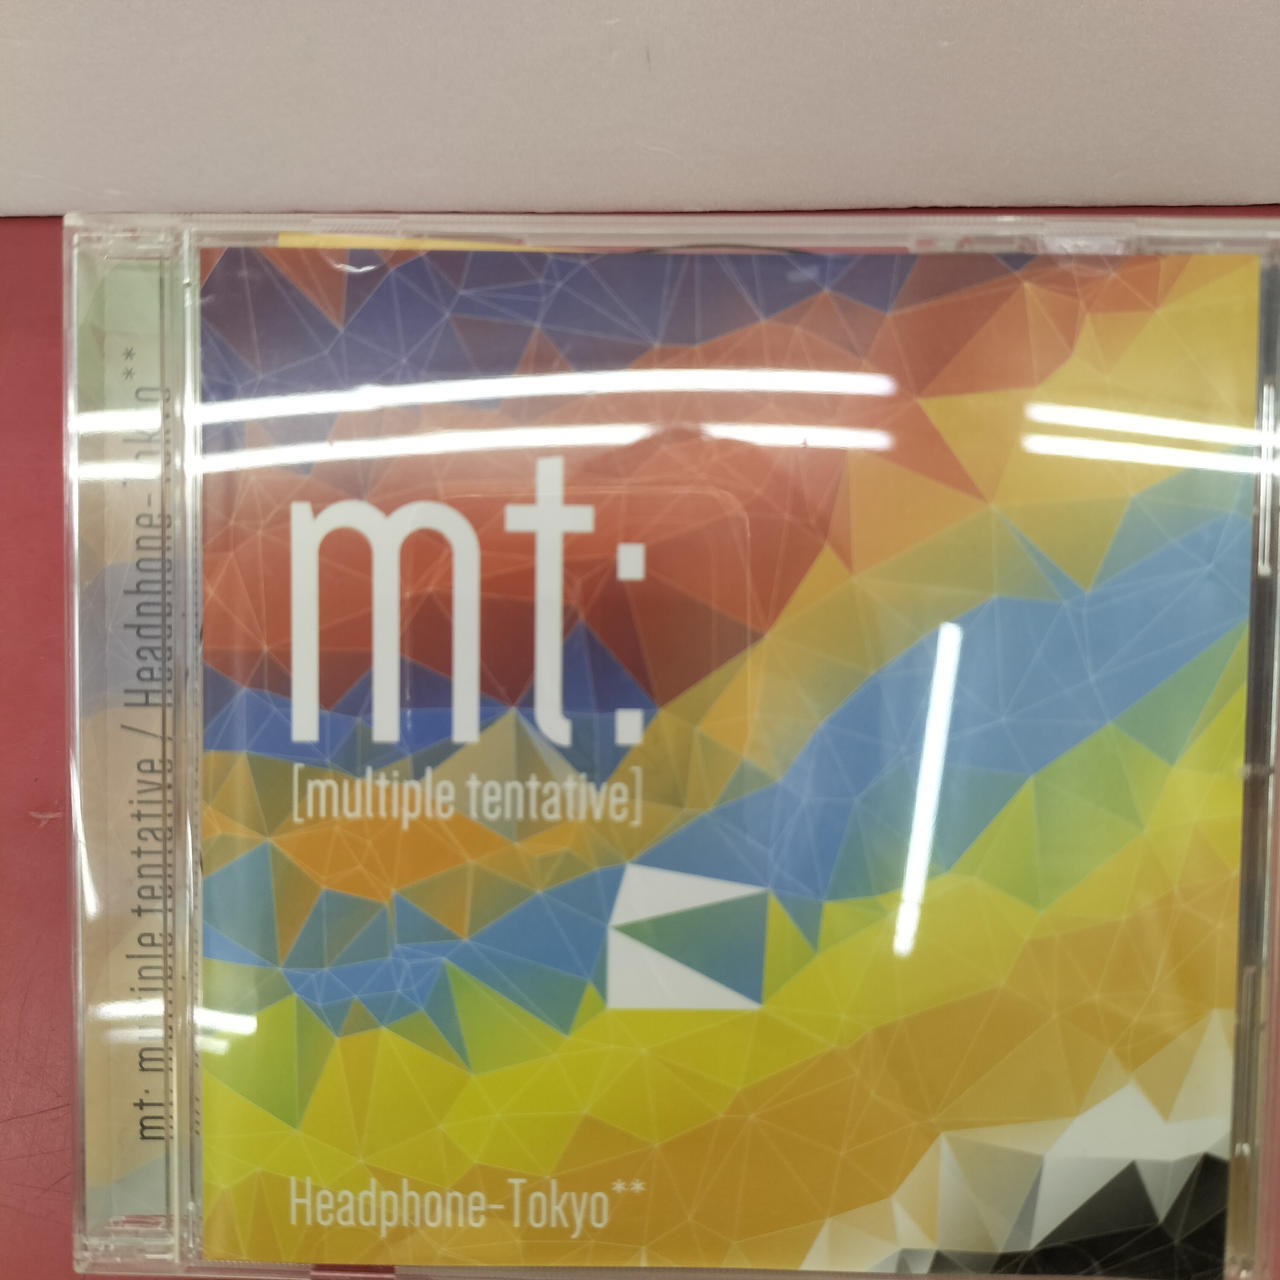 mt:
[multiple tentative]
Headphone-Tokyo**
mt: multiple tentative / Headphone-Tokyo**